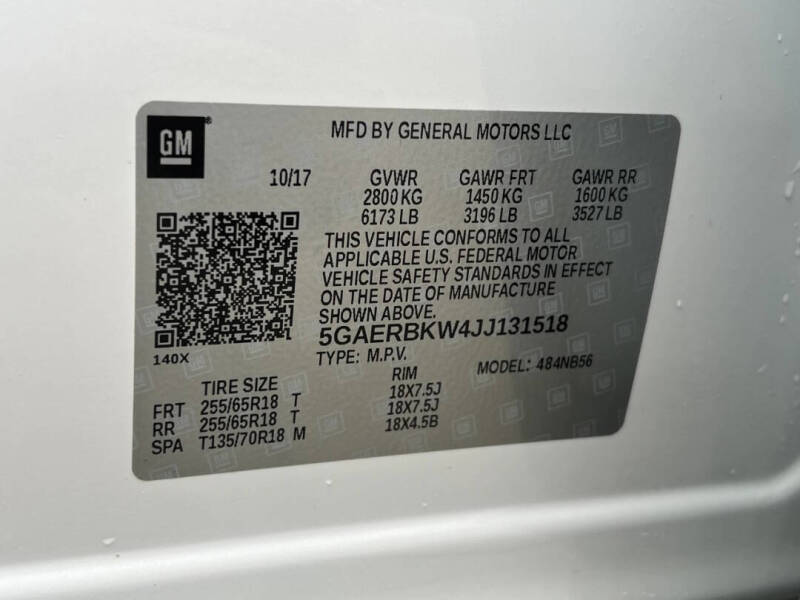 GM
MFD BY GENERAL MOTORS LLC
10/17 GVWR GAWR FRT GAWR RR
2800 KG 1450 KG 1600 KG
6173 LB 3196 LB 3527 LB
THIS VEHICLE CONFORMS TO ALL
APPLICABLE U.S. FEDERAL MOTOR
VEHICLE SAFETY STANDARDS IN EFFECT
ON THE DATE OF MANUFACTURE
SHOWN ABOVE.
5GAERBKW4JJ131518
140X
TYPE: M.P.V. MODEL: 484NB56
TIRE SIZE RIM
FRT 255/65R18 T 18X7.5J
RR 255/65R18 T 18X7.5J
SPA T135/70R18 M 18X4.5B